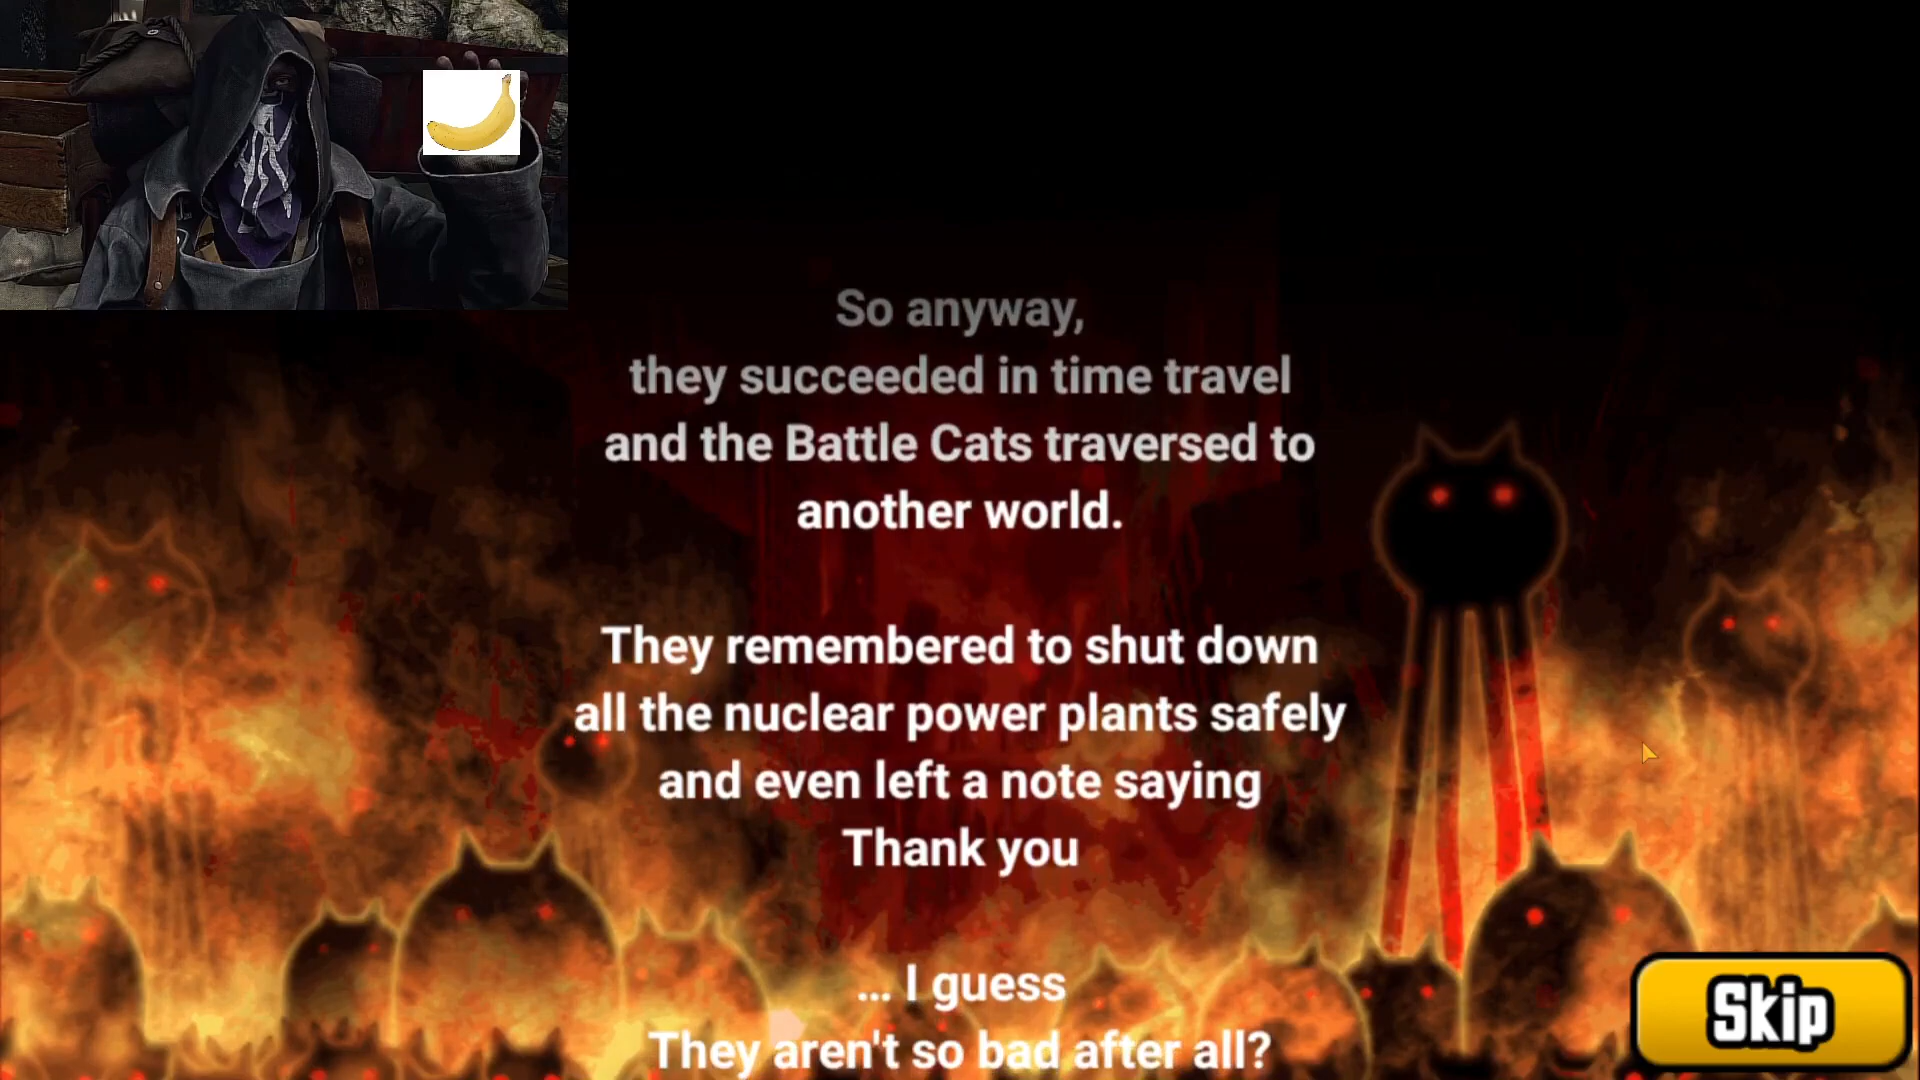 So anyway,
they succeeded in time travel
and the Battle Cats traversed to
another world.
They remembered to shut down
all the nuclear power plants safely
and even left a note saying
Thank you
... I guess
They aren't so bad after all?
Skip